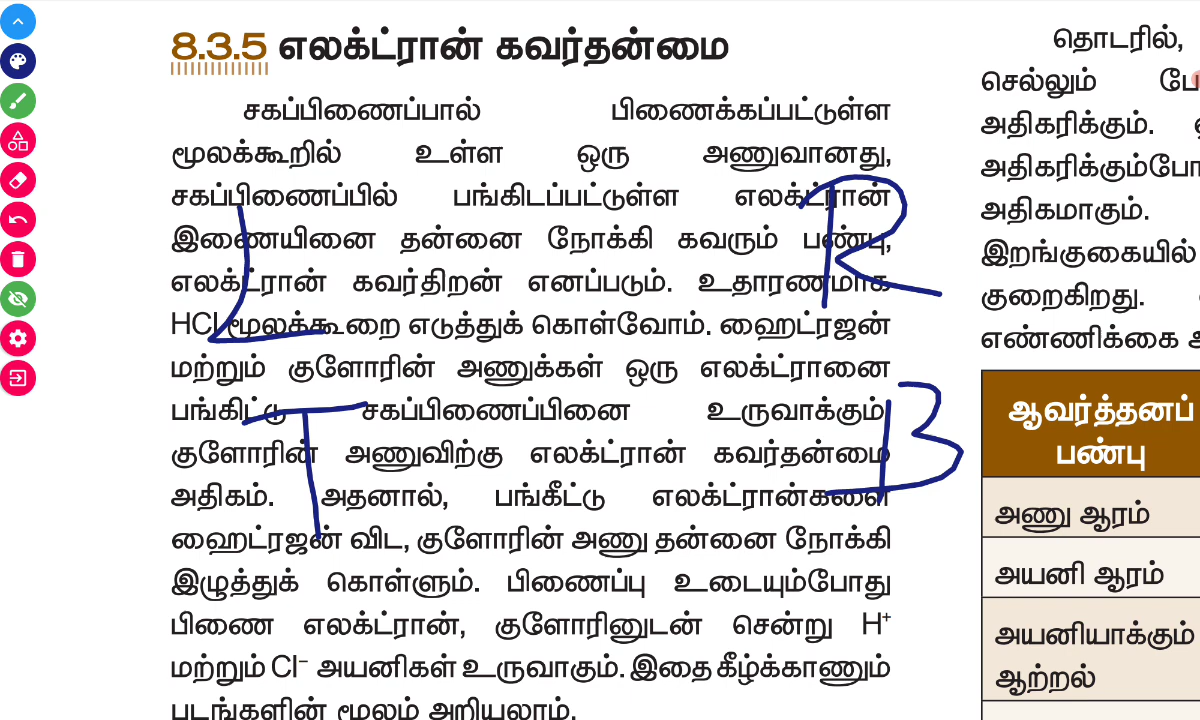 8.3.5 எலக்ட்ரான் கவர்தன்மை
சகப்பிணைப்பால் பிணைக்கப்பட்டுள்ள
மூலக்கூறில் உள்ள ஒரு அணுவானது,
சகப்பிணைப்பில் பங்கிடப்பட்டுள்ள எலக்ட்ரான்
இணையினை தன்னை நோக்கி கவரும் பண்பு,
எலக்ட்ரான் கவர்திறன் எனப்படும். உதாரணமாக
HCl மூலக்கூறை எடுத்துக் கொள்வோம். ஹைட்ரஜன்
மற்றும் குளோரின் அணுக்கள் ஒரு எலக்ட்ரானை
பங்கிட்டு சகப்பிணைப்பினை உருவாக்கும்.
குளோரின் அணுவிற்கு எலக்ட்ரான் கவர்தன்மை
அதிகம். அதனால், பங்கீட்டு எலக்ட்ரான்களை
ஹைட்ரஜன் விட, குளோரின் அணு தன்னை நோக்கி
இழுத்துக் கொள்ளும். பிணைப்பு உடையும்போது
பிணை எலக்ட்ரான், குளோரினுடன் சென்று H⁺
மற்றும் Cl⁻ அயனிகள் உருவாகும். இதை கீழ்க்காணும்
படங்களின் மூலம் அறியலாம்.
L R
T B
தொடரில்,
செல்லும்
அதிகரிக்கும்.
அதிகரிக்கும்போ
அதிகமாகும்.
இறங்குகையில்
குறைகிறது.
எண்ணிக்கை
ஆவர்த்தனப்
பண்பு
அணு ஆரம்
அயனி ஆரம்
அயனியாக்கும்
ஆற்றல்